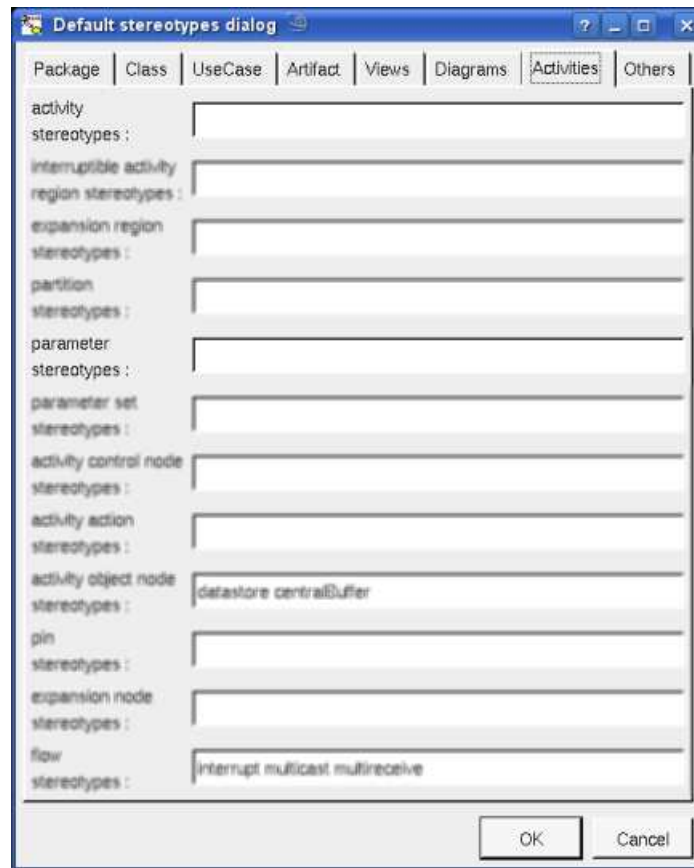 Default stereotypes dialog
Package Class UseCase Artifact Views Diagrams Activities Others
activity
stereotypes :
interruptible activity
region stereotypes :
expansion region
stereotypes :
partition
stereotypes :
parameter
stereotypes :
parameter set
stereotypes :
activity control node
stereotypes :
activity action
stereotypes :
activity object node
stereotypes :
datastore centralBuffer
pin
stereotypes :
expansion node
stereotypes :
flow
stereotypes :
interrupt multicast multireceive
OK Cancel